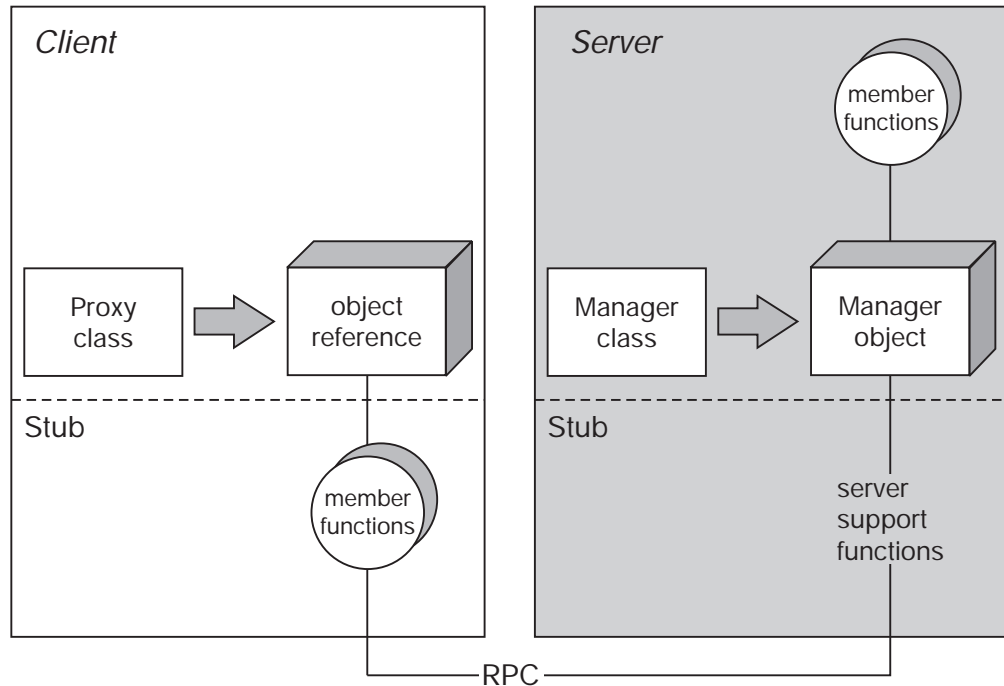 Client
Proxy
class
object
reference
Stub
member
functions
Server
member
functions
Manager
class
Manager
object
Stub
server
support
functions
RPC